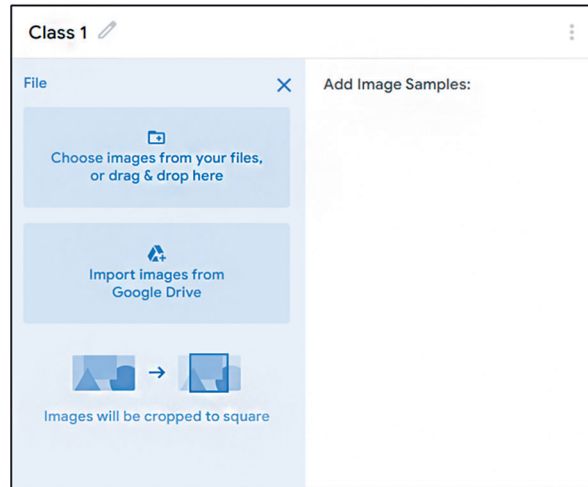 Class 1
File
Add Image Samples:
Choose images from your files,
or drag & drop here
Import images from
Google Drive
Images will be cropped to square